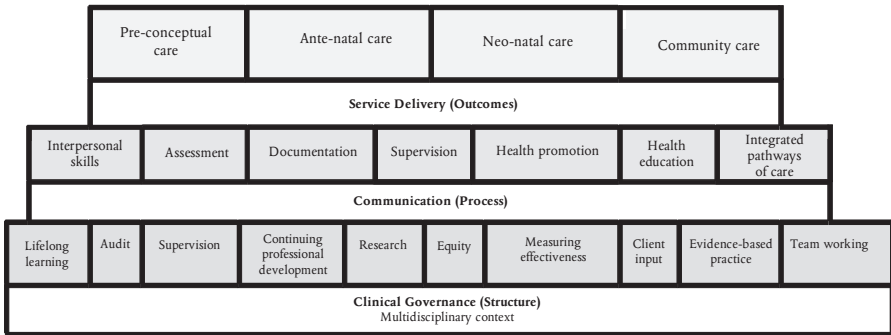 Pre-conceptual
care
Ante-natal care
Neo-natal care
Community care
Service Delivery (Outcomes)
Interpersonal
skills
Assessment
Documentation
Supervision
Health promotion
Health
education
Integrated
pathways
of care
Communication (Process)
Lifelong
learning
Audit
Supervision
Continuing
professional
development
Research
Equity
Measuring
effectiveness
Client
input
Evidence-based
practice
Team working
Clinical Governance (Structure)
Multidisciplinary context